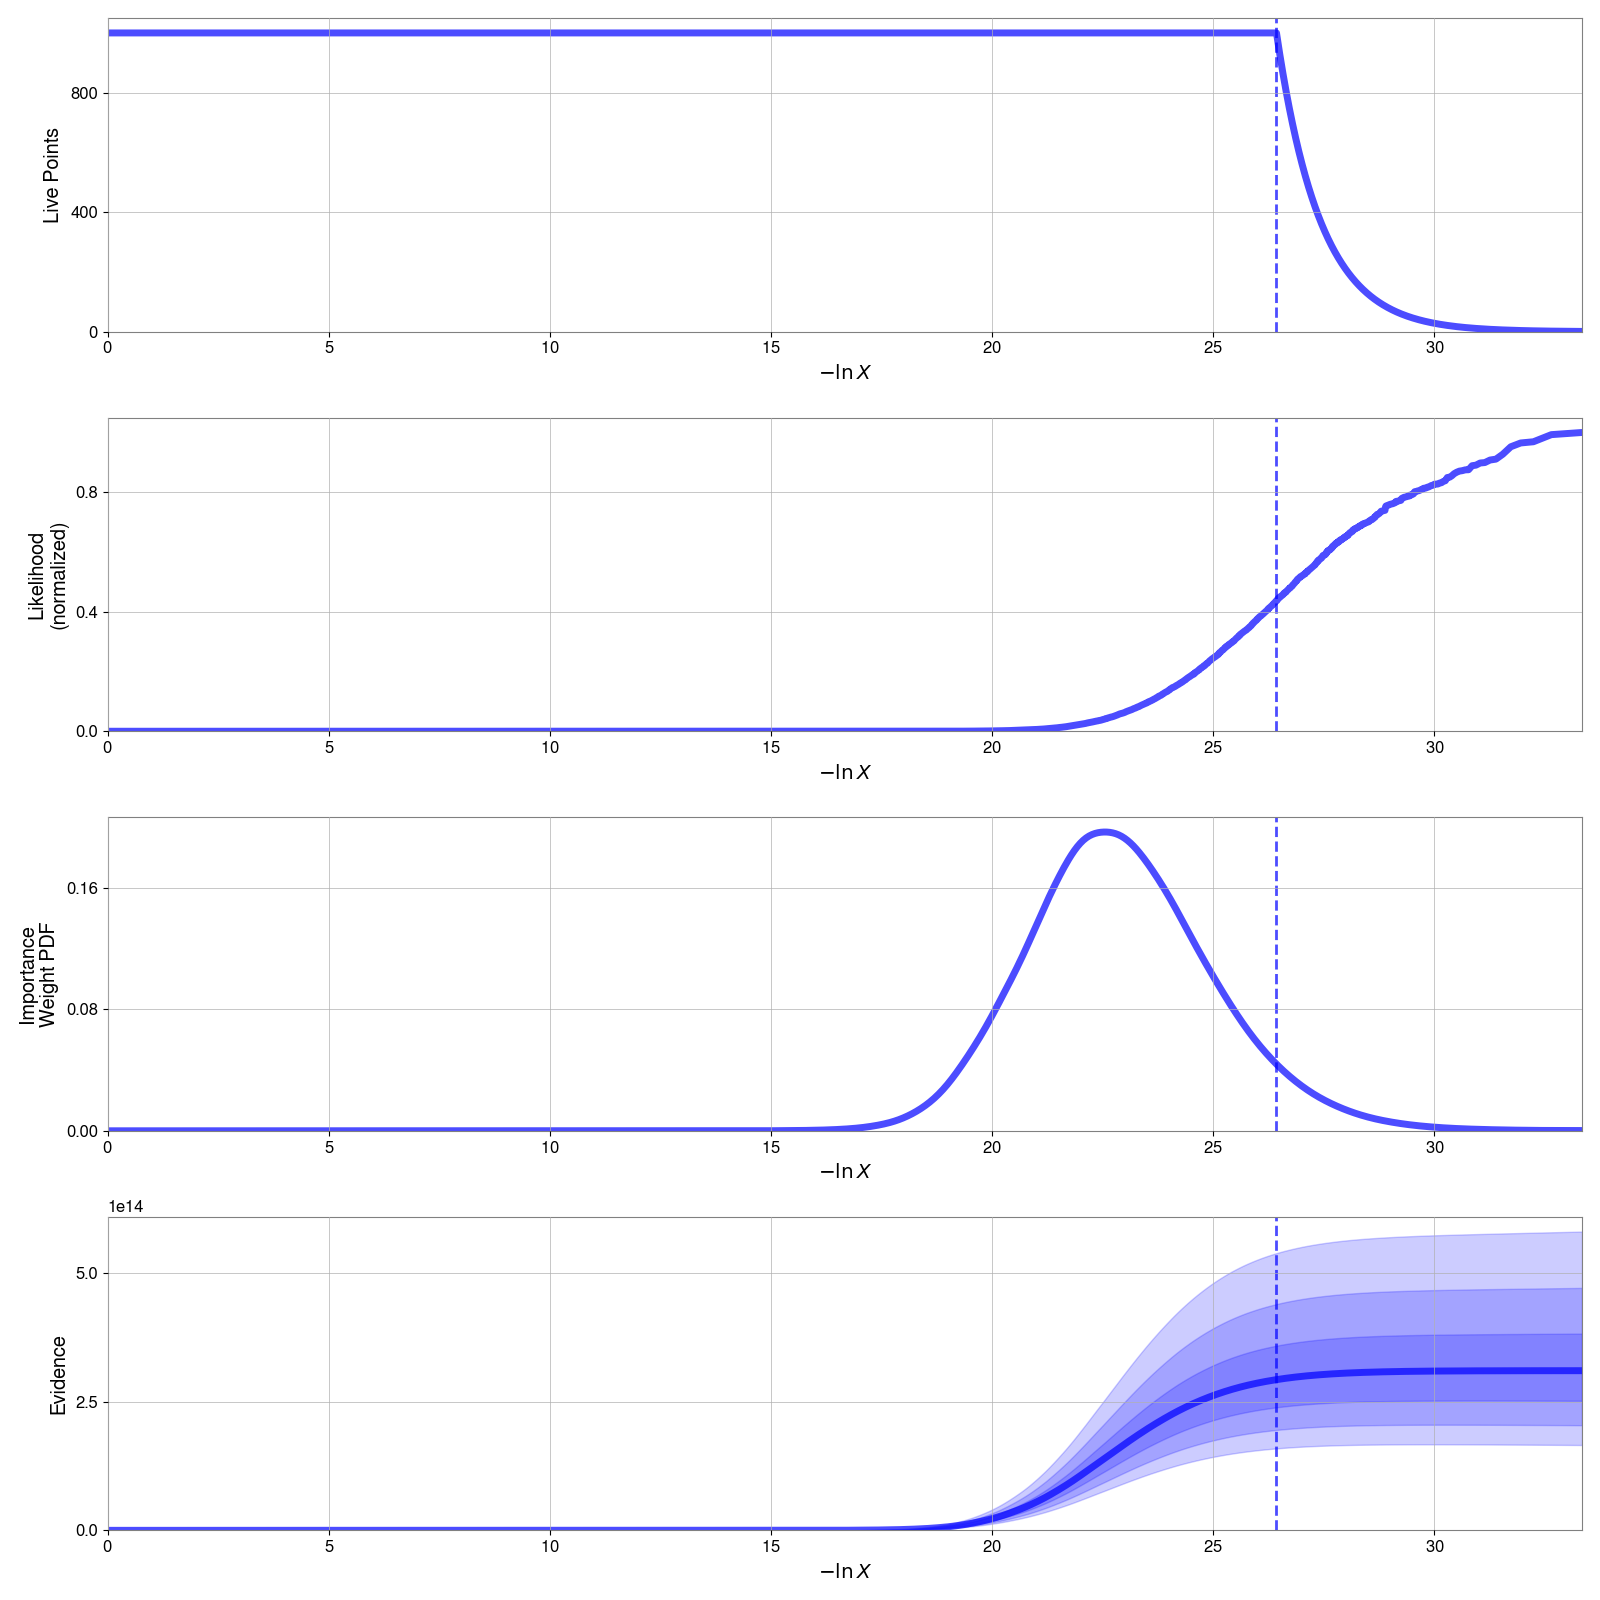 Live Points
800
400
0
0 5 10 15 20 25 30
−ln X
Likelihood
(normalized)
0.8
0.4
0.0
0 5 10 15 20 25 30
−ln X
Importance
Weight PDF
0.16
0.08
0.00
0 5 10 15 20 25 30
−ln X
1e14
Evidence
5.0
2.5
0.0
0 5 10 15 20 25 30
−ln X